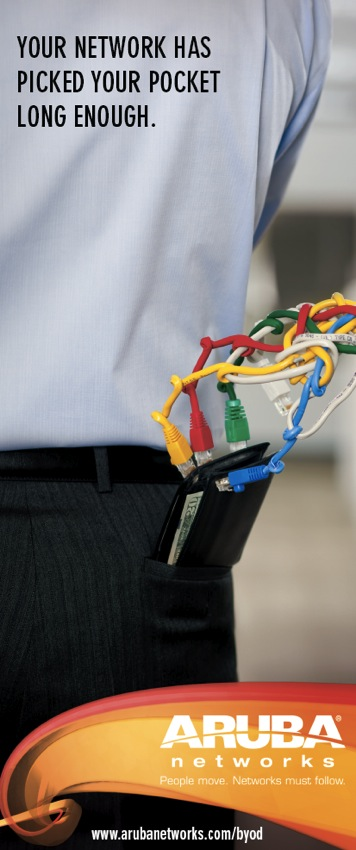 YOUR NETWORK HAS
PICKED YOUR POCKET
LONG ENOUGH.
ARUBA®
networks
People move. Networks must follow.
www.arubanetworks.com/byod